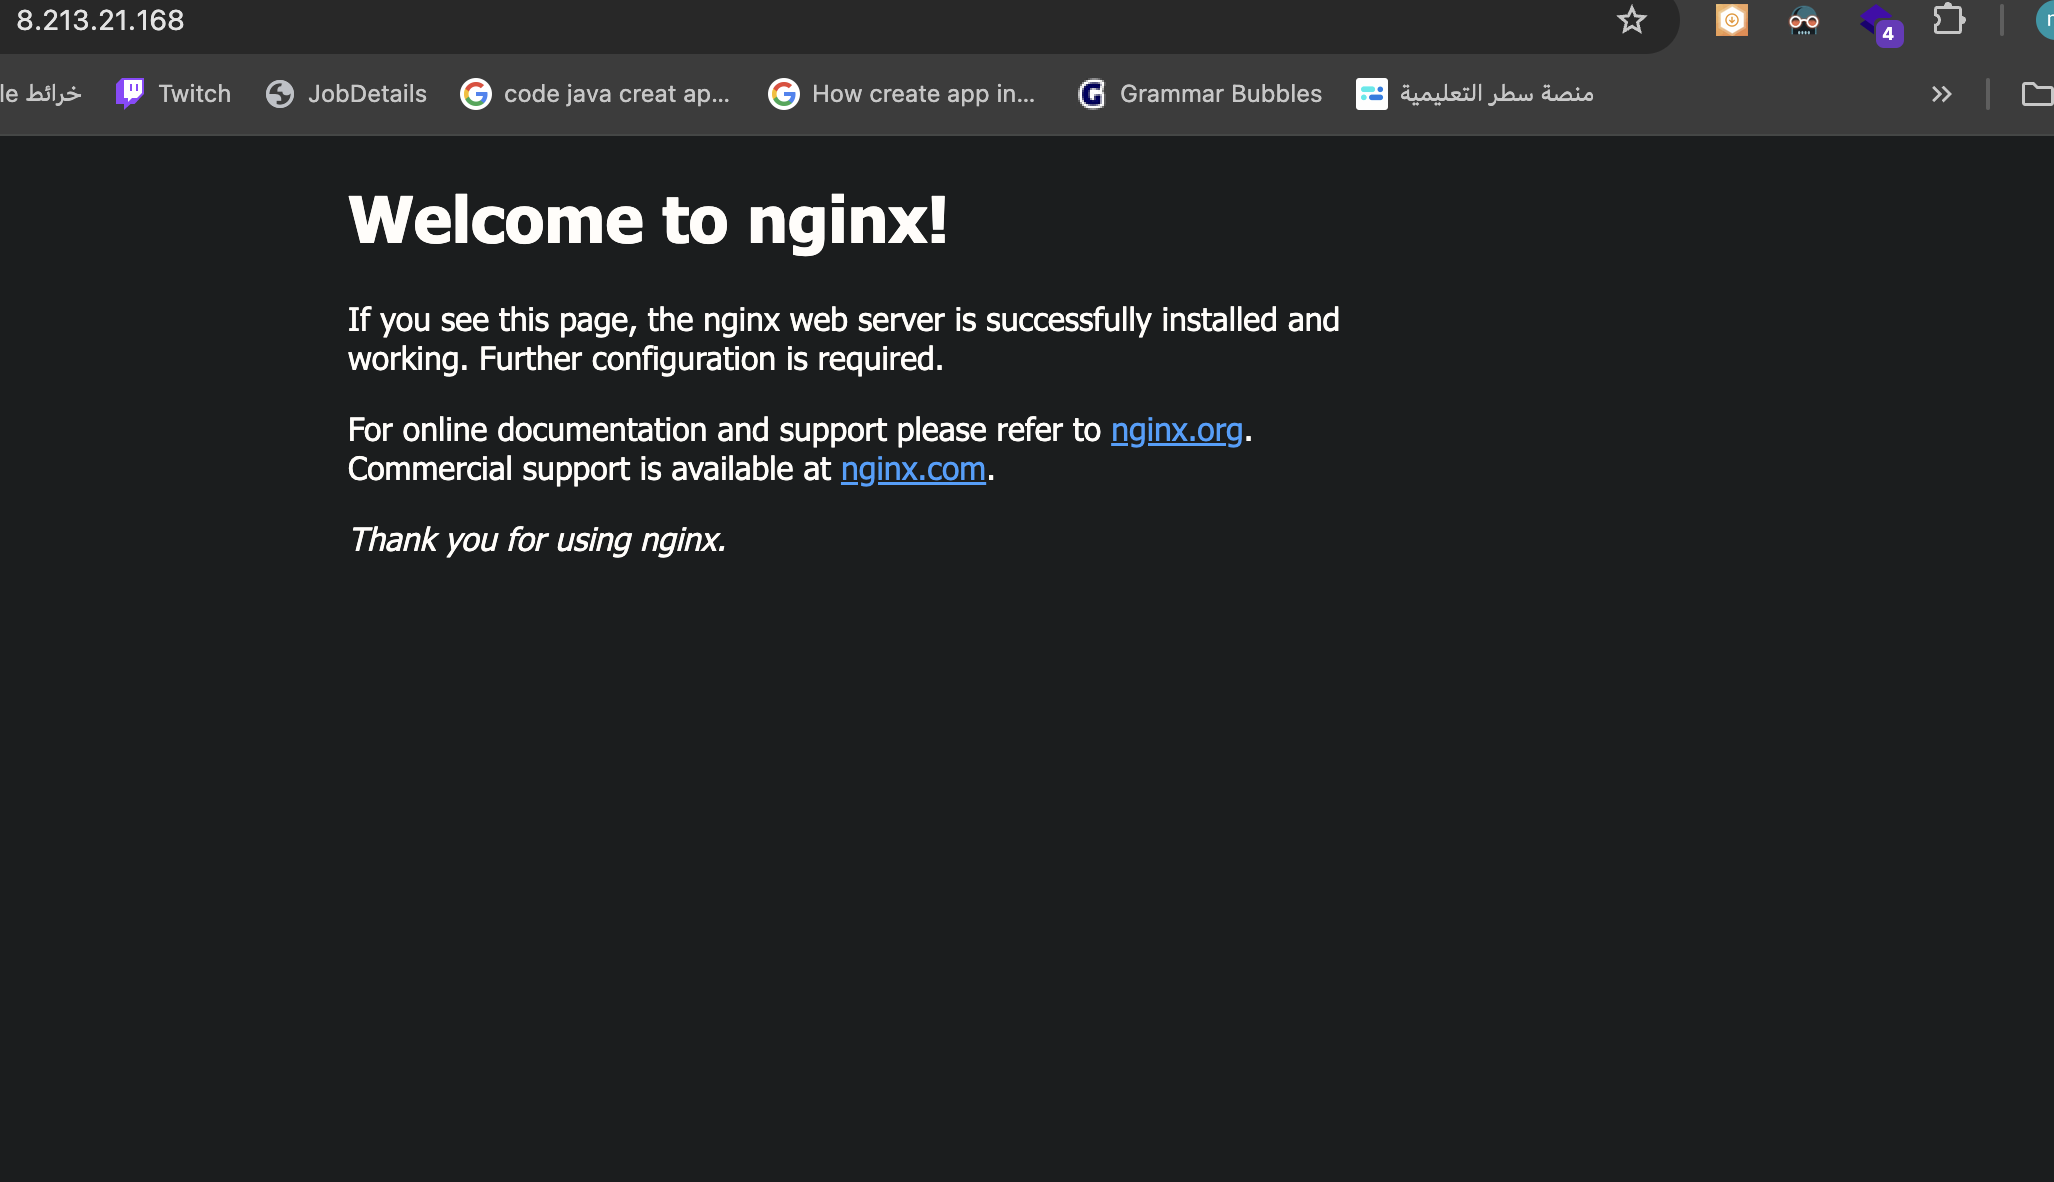 8.213.21.168
le خرائط
Twitch
JobDetails
code java creat ap...
How create app in...
Grammar Bubbles
منصة سطر التعليمية
4
Welcome to nginx!
If you see this page, the nginx web server is successfully installed and
working. Further configuration is required.
For online documentation and support please refer to nginx.org.
Commercial support is available at nginx.com.
Thank you for using nginx.